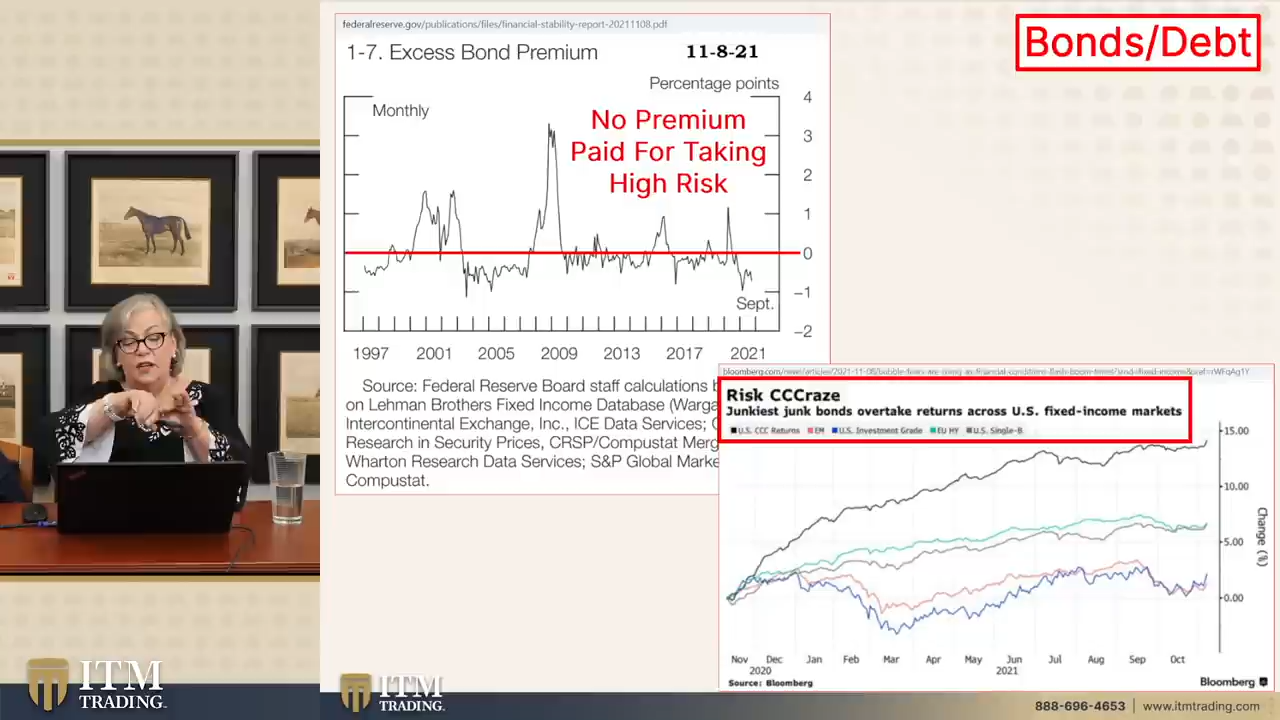 federalreserve.gov/publications/files/financial-stability-report-20211108.pdf
1-7. Excess Bond Premium
11-8-21
Percentage points
Monthly
No Premium
Paid For Taking
High Risk
4
3
2
1
0
−1
−2
Sept.
1997 2001 2005 2009 2013 2017 2021
Source: Federal Reserve Board staff calculations
on Lehman Brothers Fixed Income Database (Warga
Intercontinental Exchange, Inc., ICE Data Services;
Research in Security Prices, CRSP/Compustat Merg
Wharton Research Data Services; S&P Global Marke
Compustat.
Bonds/Debt
Risk CCCraze
Junkiest junk bonds overtake returns across U.S. fixed-income markets
U.S. CCC Returns EM U.S. Investment Grade EU HY U.S. Single-B
15.00
10.00
5.00
0.00
Change (%)
Nov Dec Jan Feb Mar Apr May Jun Jul Aug Sep Oct
2020 2021
Source: Bloomberg
Bloomberg
ITM
TRADING.
ITM
TRADING.
888-696-4653 | www.itmtrading.com